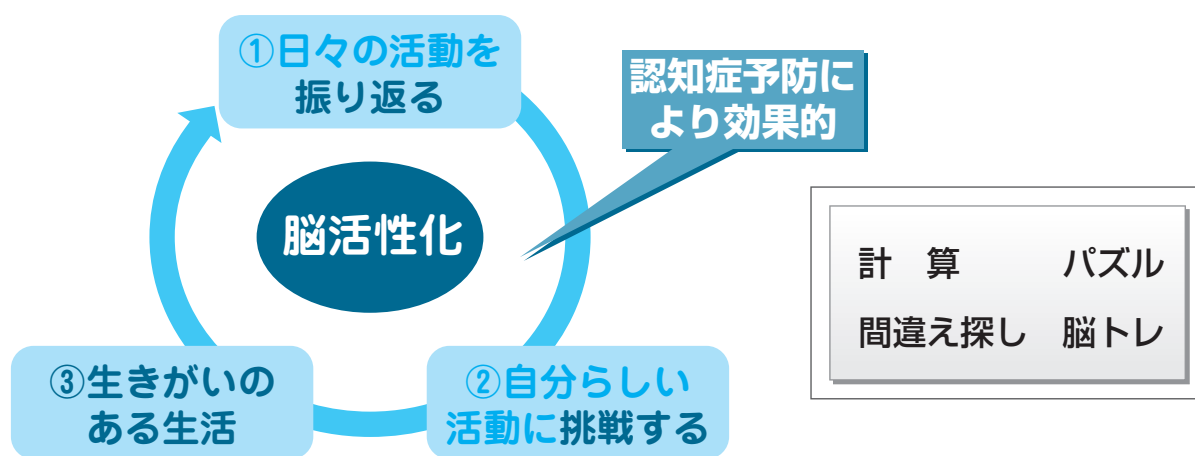 ①日々の活動を
振り返る
認知症予防に
より効果的
脳活性化
③生きがいの
ある生活
②自分らしい
活動に挑戦する
計　算　　　パズル
間違え探し　脳トレ